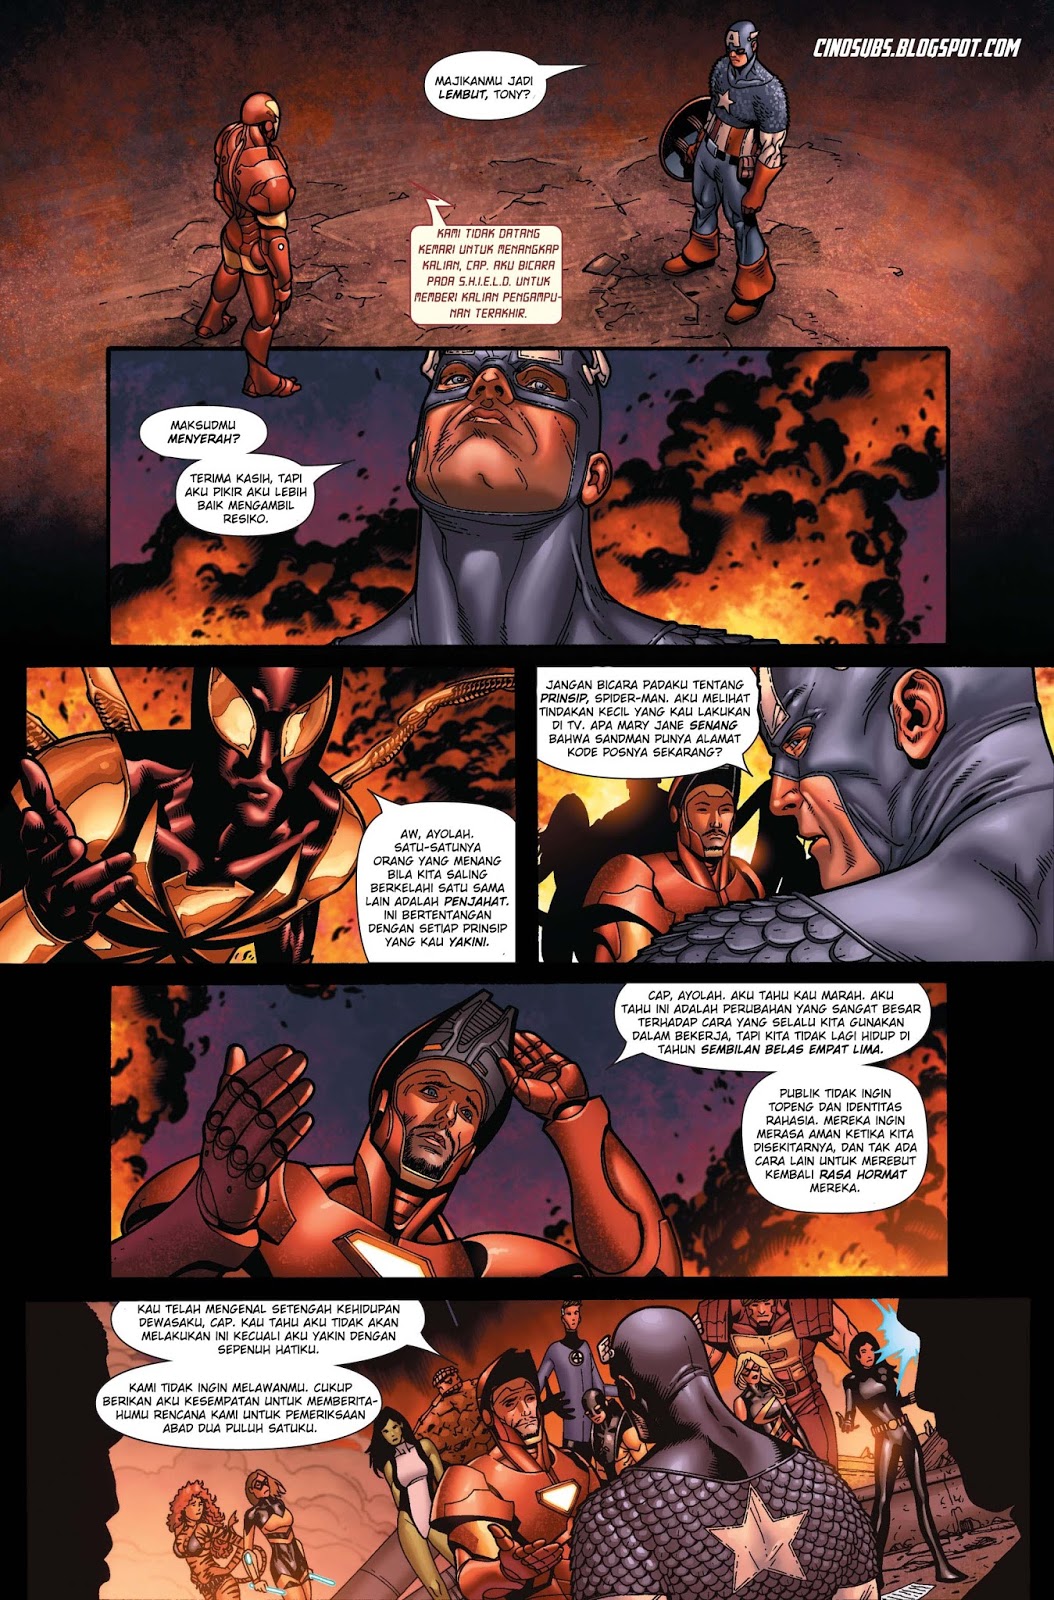 CINOSUBS.BLOGSPOT.COM
MAJIKANMU JADI
LEMBUT, TONY?
KAMI TIDAK DATANG
KEMARI UNTUK MENANGKAP
KALIAN, CAP. AKU BICARA
PADA S.H.I.E.L.D. UNTUK
MEMBERI KALIAN PENGAMPU-
NAN TERAKHIR.
MAKSUDMU
MENYERAH?
TERIMA KASIH, TAPI
AKU PIKIR AKU LEBIH
BAIK MENGAMBIL
RESIKO.
AW, AYOLAH.
SATU-SATUNYA
ORANG YANG MENANG
BILA KITA SALING
BERKELAHI SATU SAMA
LAIN ADALAH PENJAHAT.
INI BERTENTANGAN
DENGAN SETIAP PRINSIP
YANG KAU YAKINI.
JANGAN BICARA PADAKU TENTANG
PRINSIP, SPIDER-MAN. AKU MELIHAT
TINDAKAN KECIL YANG KAU LAKUKAN
DI TV. APA MARY JANE SENANG
BAHWA SANDMAN PUNYA ALAMAT
KODE POSNYA SEKARANG?
CAP, AYOLAH. AKU TAHU KAU MARAH. AKU
TAHU INI ADALAH PERUBAHAN YANG SANGAT BESAR
TERHADAP CARA YANG SELALU KITA GUNAKAN
DALAM BEKERJA, TAPI KITA TIDAK LAGI HIDUP DI
TAHUN SEMBILAN BELAS EMPAT LIMA.
PUBLIK TIDAK INGIN
TOPENG DAN IDENTITAS
RAHASIA. MEREKA INGIN
MERASA AMAN KETIKA KITA
DISEKITARNYA, DAN TAK ADA
CARA LAIN UNTUK MEREBUT
KEMBALI RASA HORMAT
MEREKA.
KAU TELAH MENGENAL SETENGAH KEHIDUPAN
DEWASAKU, CAP. KAU TAHU AKU TIDAK AKAN
MELAKUKAN INI KECUALI AKU YAKIN DENGAN
SEPENUH HATIKU.
KAMI TIDAK INGIN MELAWANMU. CUKUP
BERIKAN AKU KESEMPATAN UNTUK MEMBERITA-
HUMU RENCANA KAMI UNTUK PEMERIKSAAN
ABAD DUA PULUH SATUKU.